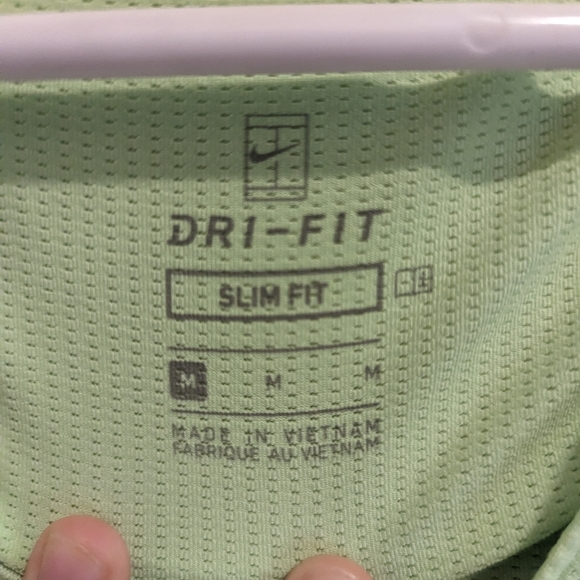 DRI-FIT
SLIM FIT
M M M
MADE IN VIETNAM
FABRIQUE AU VIETNAM